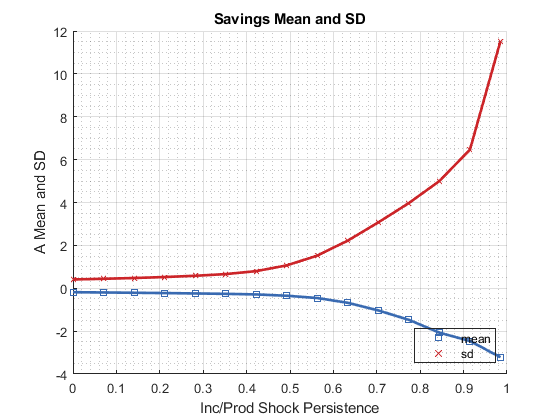 Savings Mean and SD
12
10
8
6
4
2
0
-2
-4
A Mean and SD
mean
sd
0 0.1 0.2 0.3 0.4 0.5 0.6 0.7 0.8 0.9 1
Inc/Prod Shock Persistence